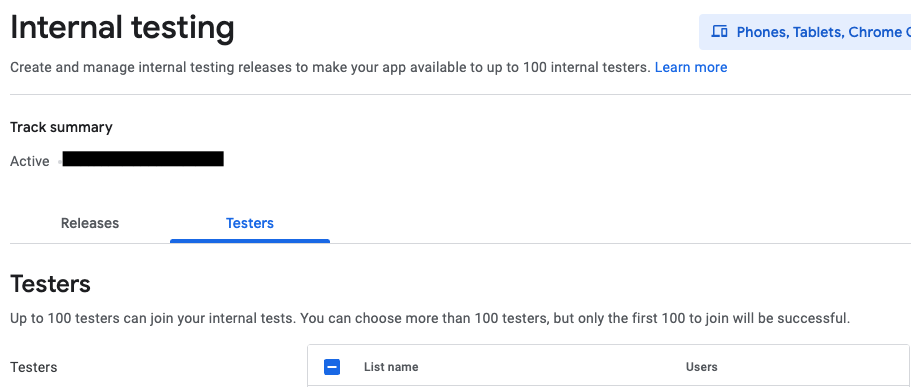 Internal testing
Phones, Tablets, Chrome
Create and manage internal testing releases to make your app available to up to 100 internal testers. Learn more
Track summary
Active
Releases Testers
Testers
Up to 100 testers can join your internal tests. You can choose more than 100 testers, but only the first 100 to join will be successful.
Testers List name Users